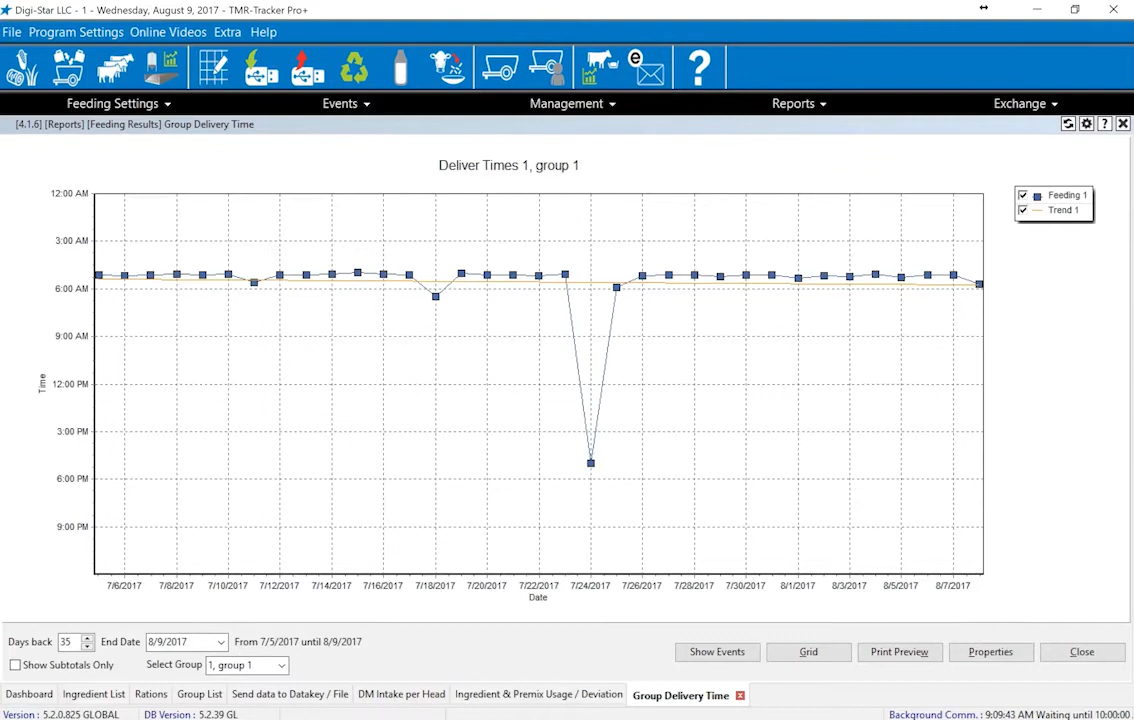 Digi-Star LLC - 1 - Wednesday, August 9, 2017 - TMR-Tracker Pro+
File Program Settings Online Videos Extra Help
e ?
Feeding Settings Events Management Reports Exchange
[4.1.6] [Reports] [Feeding Results] Group Delivery Time
?
Deliver Times 1, group 1
12:00 AM
3:00 AM
6:00 AM
9:00 AM
12:00 PM
3:00 PM
6:00 PM
9:00 PM
Time
Feeding 1
Trend 1
7/6/2017 7/8/2017 7/10/2017 7/12/2017 7/14/2017 7/16/2017 7/18/2017 7/20/2017 7/22/2017 7/24/2017 7/26/2017 7/28/2017 7/30/2017 8/1/2017 8/3/2017 8/5/2017 8/7/2017
Date
Days back 35 End Date 8/9/2017 From 7/5/2017 until 8/9/2017
Show Subtotals Only Select Group 1, group 1
Show Events Grid Print Preview Properties Close
Dashboard Ingredient List Rations Group List Send data to Datakey / File DM Intake per Head Ingredient & Premix Usage / Deviation Group Delivery Time
Version : 5.2.0.825 GLOBAL DB Version : 5.2.39 GL Background Comm. : 9:09:43 AM Waiting until 10:00:00